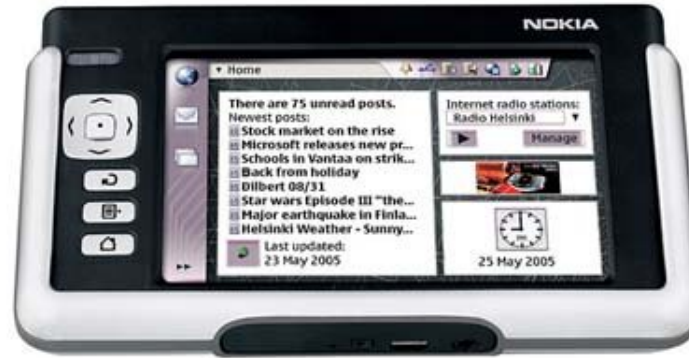 NOKIA
Home
There are 75 unread posts.
Newest posts:
Stock market on the rise
Microsoft releases new pr...
Schools in Vantaa on strik...
Back from holiday
Dilbert 08/31
Star wars Episode III "the...
Major earthquake in Finla...
Helsinki Weather - Sunny...
Last updated:
23 May 2005
Internet radio stations:
Radio Helsinki
Manage
25 May 2005